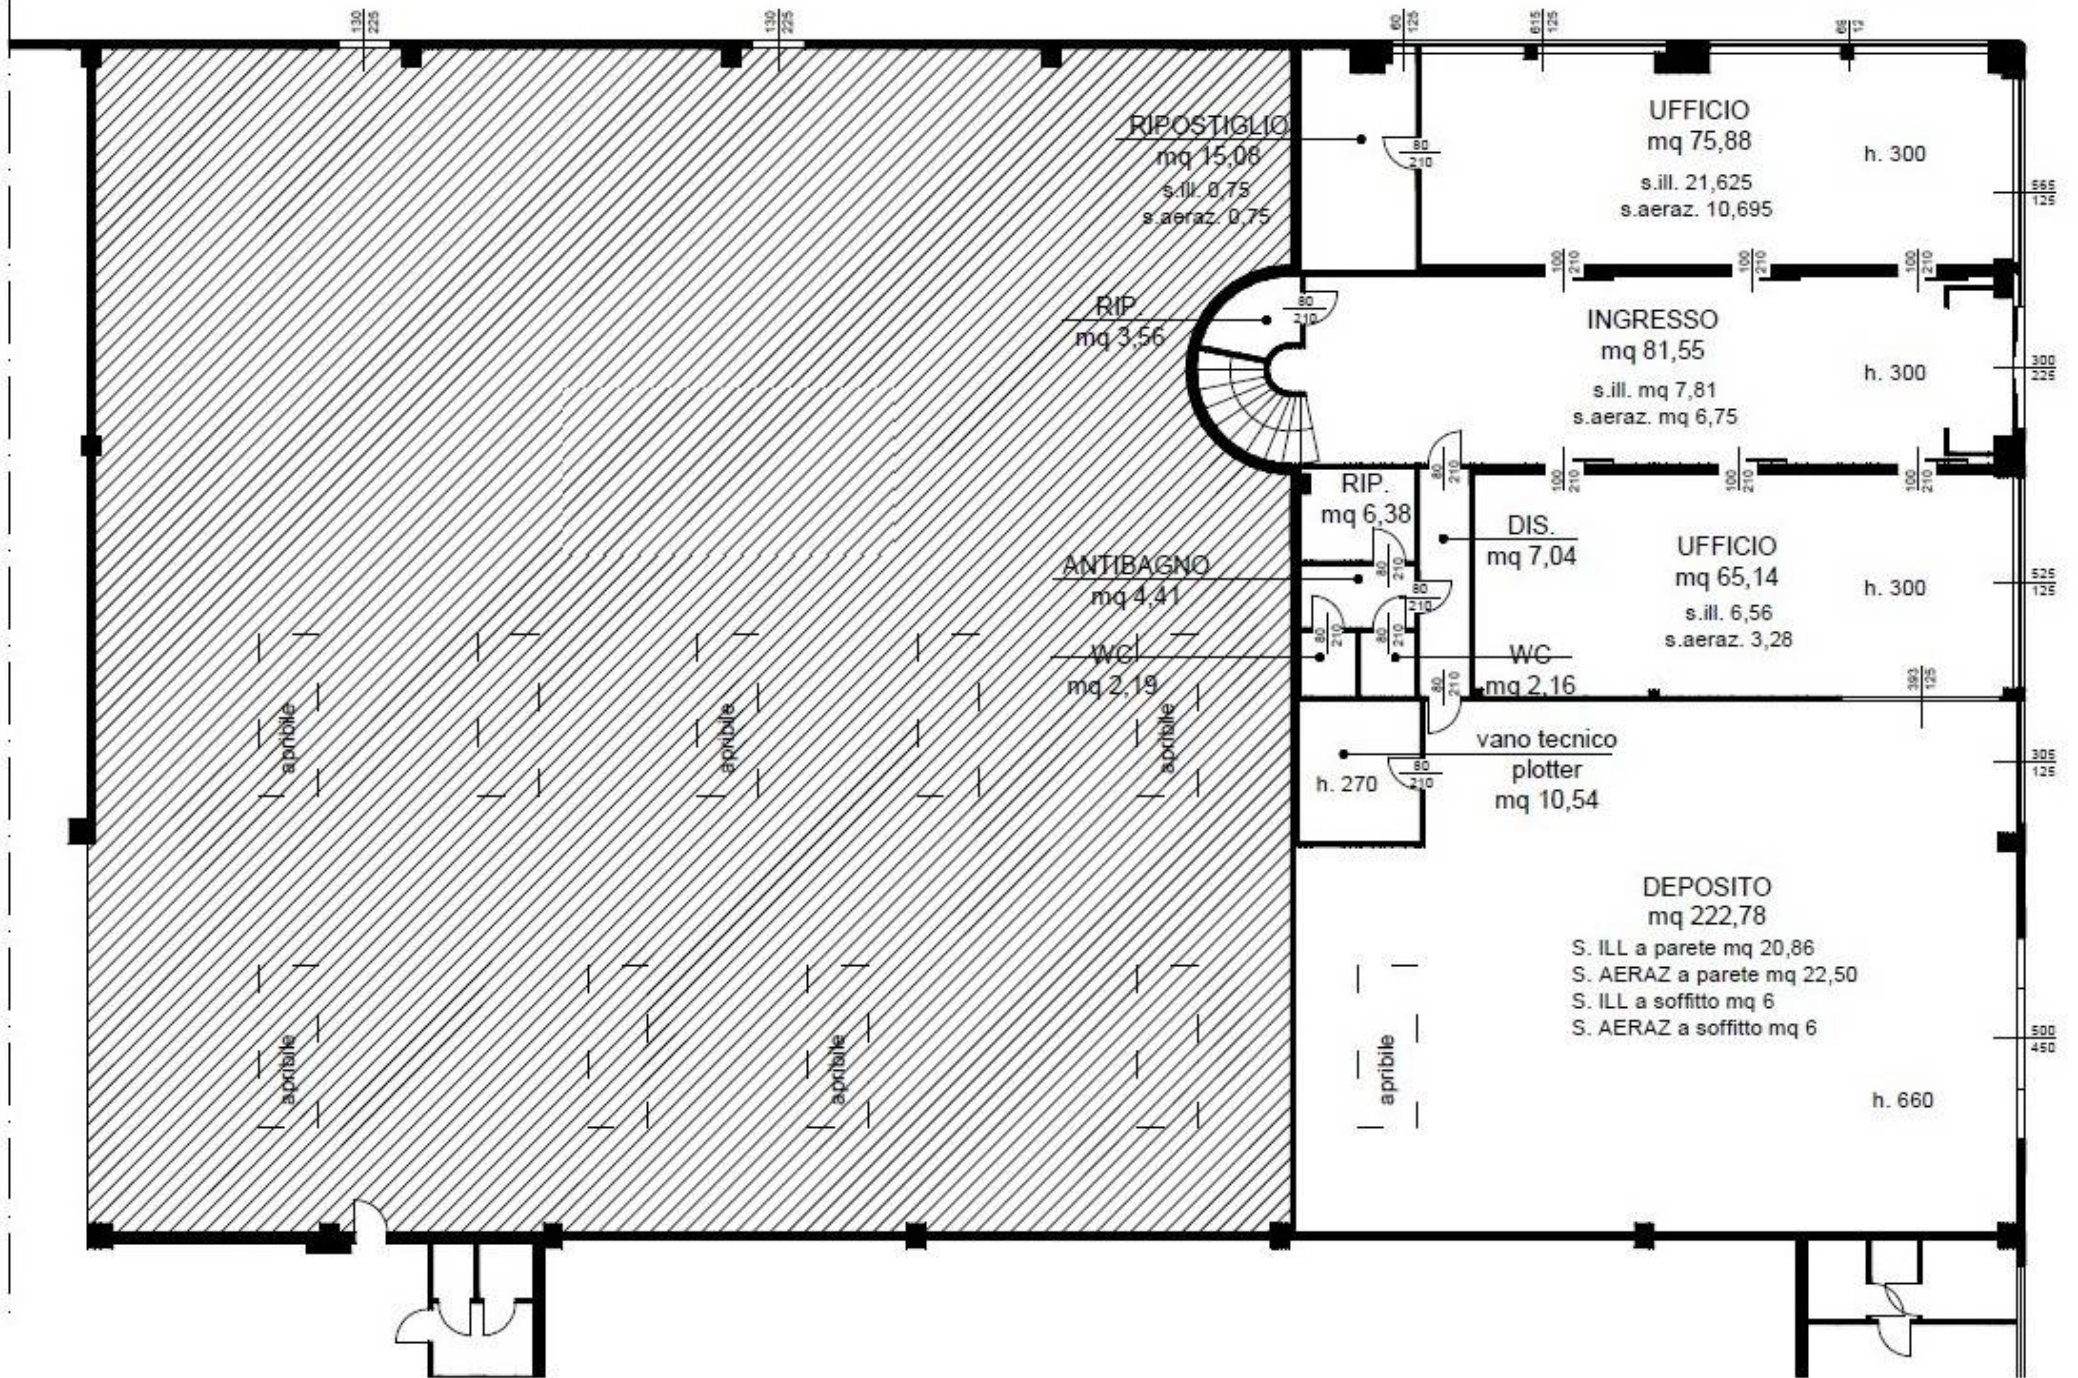 130
225
130
225
60
125
615
125
RIPOSTIGLIO
mq 15,08
s.ill. 0,75
s.aeraz. 0,75
80
210
UFFICIO
mq 75,88
s.ill. 21,625
s.aeraz. 10,695
h. 300
565
125
100
210
100
210
100
210
RIP.
mq 3,56
80
210
INGRESSO
mq 81,55
s.ill. mq 7,81
s.aeraz. mq 6,75
h. 300
300
225
80
210
100
210
100
210
100
210
RIP.
mq 6,38
DIS.
mq 7,04
UFFICIO
mq 65,14
s.ill. 6,56
s.aeraz. 3,28
h. 300
525
125
ANTIBAGNO
mq 4,41
80
210
80
210
80
210
80
210
WC
mq 2,19
WC
mq 2,16
80
210
393
125
apribile
apribile
apribile
vano tecnico
plotter
mq 10,54
h. 270
80
210
305
125
DEPOSITO
mq 222,78
S. ILL a parete mq 20,86
S. AERAZ a parete mq 22,50
S. ILL a soffitto mq 6
S. AERAZ a soffitto mq 6
500
450
apribile
apribile
apribile
h. 660